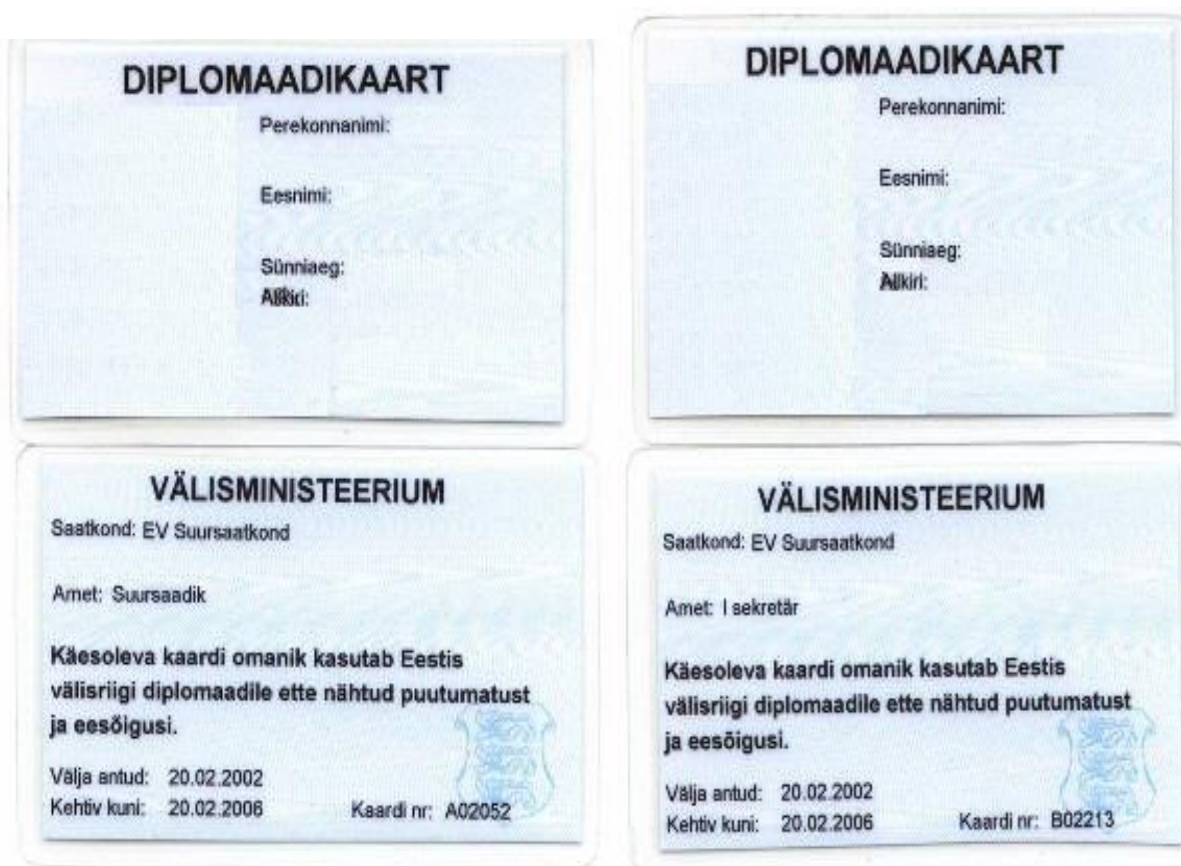 DIPLOMAADIKAART
Perekonnanimi:
Eesnimi:
Sünniaeg:
Allkiri:
DIPLOMAADIKAART
Perekonnanimi:
Eesnimi:
Sünniaeg:
Allkiri:
VÄLISMINISTEERIUM
Saatkond: EV Suursaatkond
Amet: Suursaadik
Käesoleva kaardi omanik kasutab Eestis
välisriigi diplomaadile ette nähtud puutumatust
ja eesõigusi.
Välja antud: 20.02.2002
Kehtiv kuni: 20.02.2006 Kaardi nr: A02052
VÄLISMINISTEERIUM
Saatkond: EV Suursaatkond
Amet: I sekretär
Käesoleva kaardi omanik kasutab Eestis
välisriigi diplomaadile ette nähtud puutumatust
ja eesõigusi.
Välja antud: 20.02.2002
Kehtiv kuni: 20.02.2006 Kaardi nr: B02213